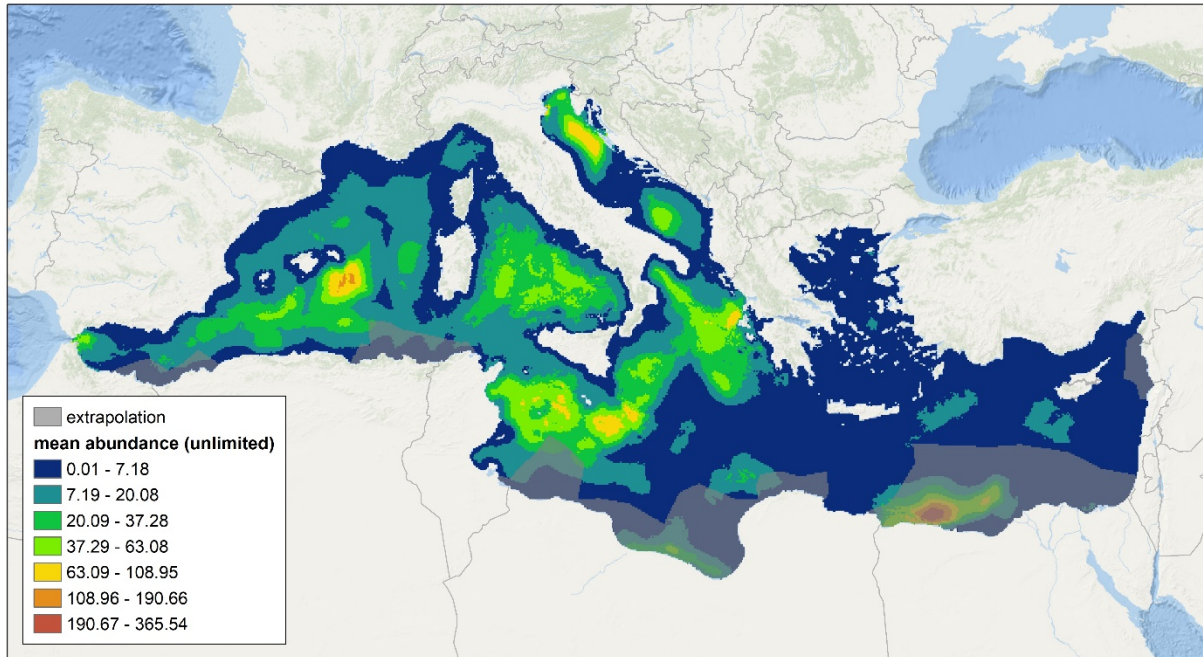 extrapolation
mean abundance (unlimited)
0.01 - 7.18
7.19 - 20.08
20.09 - 37.28
37.29 - 63.08
63.09 - 108.95
108.96 - 190.66
190.67 - 365.54